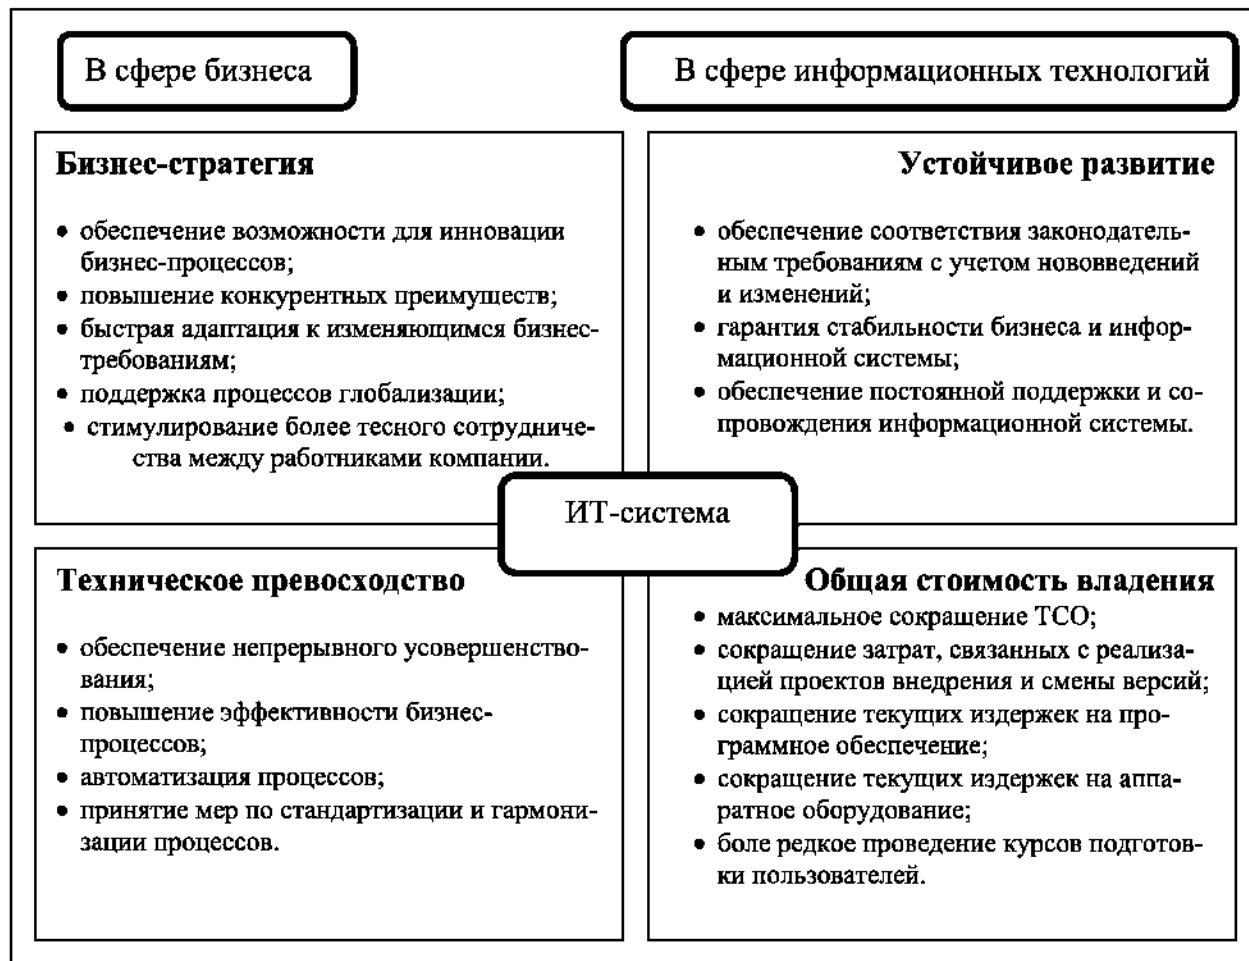 В сфере бизнеса
В сфере информационных технологий
Бизнес-стратегия
• обеспечение возможности для инновации
бизнес-процессов;
• повышение конкурентных преимуществ;
• быстрая адаптация к изменяющимся бизнес-
требованиям;
• поддержка процессов глобализации;
• стимулирование более тесного сотрудниче-
ства между работниками компании.
Устойчивое развитие
• обеспечение соответствия законодатель-
ным требованиям с учетом нововведений
и изменений;
• гарантия стабильности бизнеса и инфор-
мационной системы;
• обеспечение постоянной поддержки и со-
провождения информационной системы.
ИТ-система
Техническое превосходство
• обеспечение непрерывного усовершенство-
вания;
• повышение эффективности бизнес-
процессов;
• автоматизация процессов;
• принятие мер по стандартизации и гармони-
зации процессов.
Общая стоимость владения
• максимальное сокращение ТСО;
• сокращение затрат, связанных с реализа-
цией проектов внедрения и смены версий;
• сокращение текущих издержек на про-
граммное обеспечение;
• сокращение текущих издержек на аппа-
ратное оборудование;
• боле редкое проведение курсов подготов-
ки пользователей.